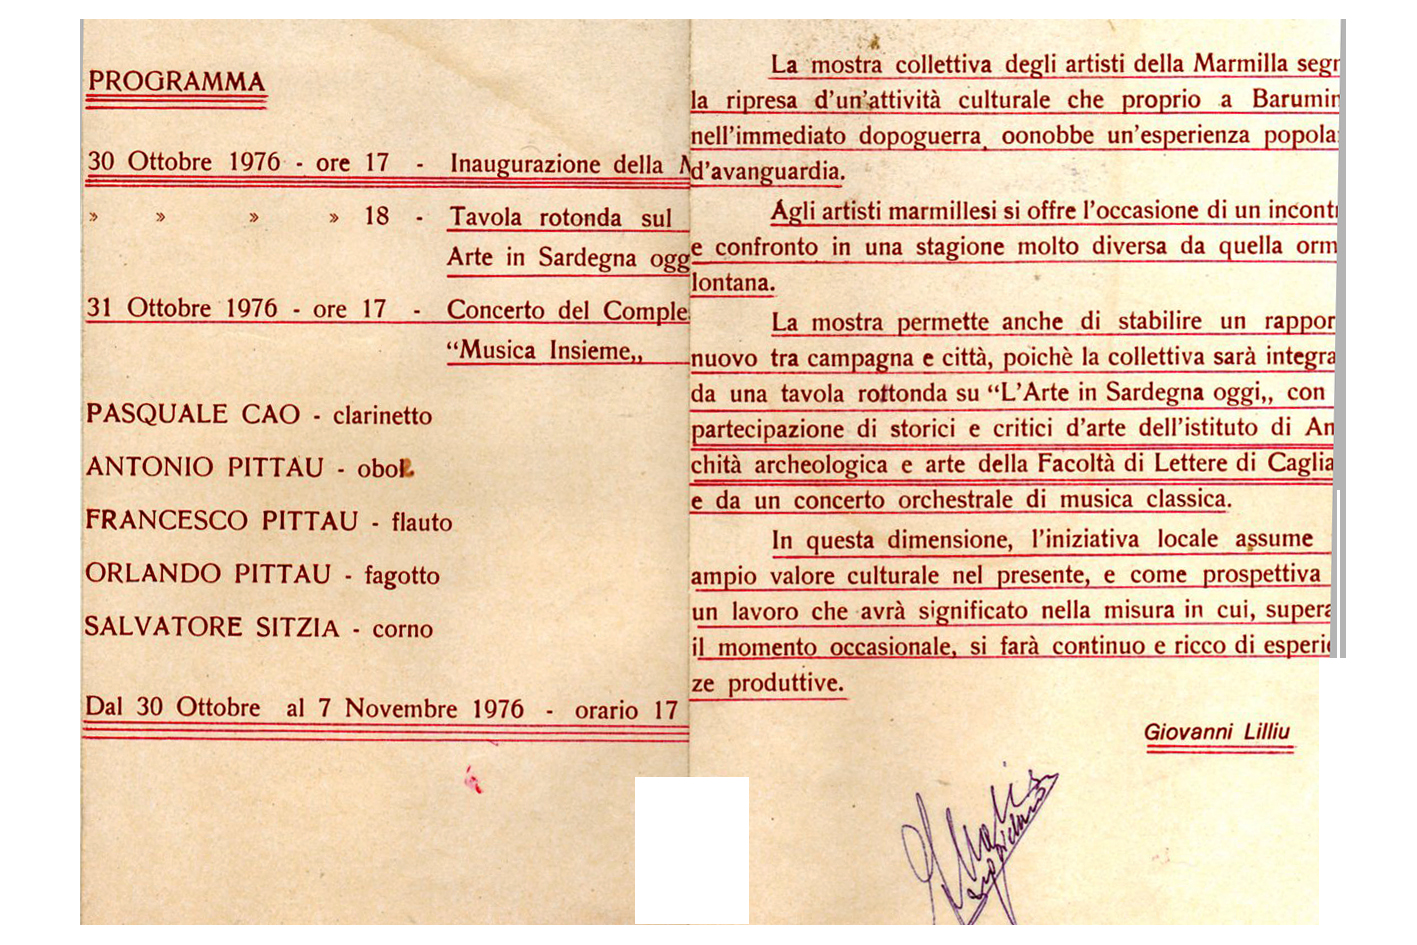 PROGRAMMA
30 Ottobre 1976 - ore 17 - Inaugurazione della M
» » » » 18 - Tavola rotonda sul
Arte in Sardegna ogg
31 Ottobre 1976 - ore 17 - Concerto del Comple
“Musica Insieme„
PASQUALE CAO - clarinetto
ANTONIO PITTAU - oboe
FRANCESCO PITTAU - flauto
ORLANDO PITTAU - fagotto
SALVATORE SITZIA - corno
Dal 30 Ottobre al 7 Novembre 1976 - orario 17
La mostra collettiva degli artisti della Marmilla segn
la ripresa d'un'attività culturale che proprio a Barumin
nell'immediato dopoguerra, oonobbe un'esperienza popola
d'avanguardia.
Agli artisti marmillesi si offre l'occasione di un incontr
e confronto in una stagione molto diversa da quella orm
lontana.
La mostra permette anche di stabilire un rappor
nuovo tra campagna e città, poichè la collettiva sarà integra
da una tavola rottonda su “L'Arte in Sardegna oggi„ con
partecipazione di storici e critici d'arte dell'istituto di An
chità archeologica e arte della Facoltà di Lettere di Caglia
e da un concerto orchestrale di musica classica.
In questa dimensione, l'iniziativa locale assume
ampio valore culturale nel presente, e come prospettiva
un lavoro che avrà significato nella misura in cui, supera
il momento occasionale, si farà continuo e ricco di esperie
ze produttive.
Giovanni Lilliu